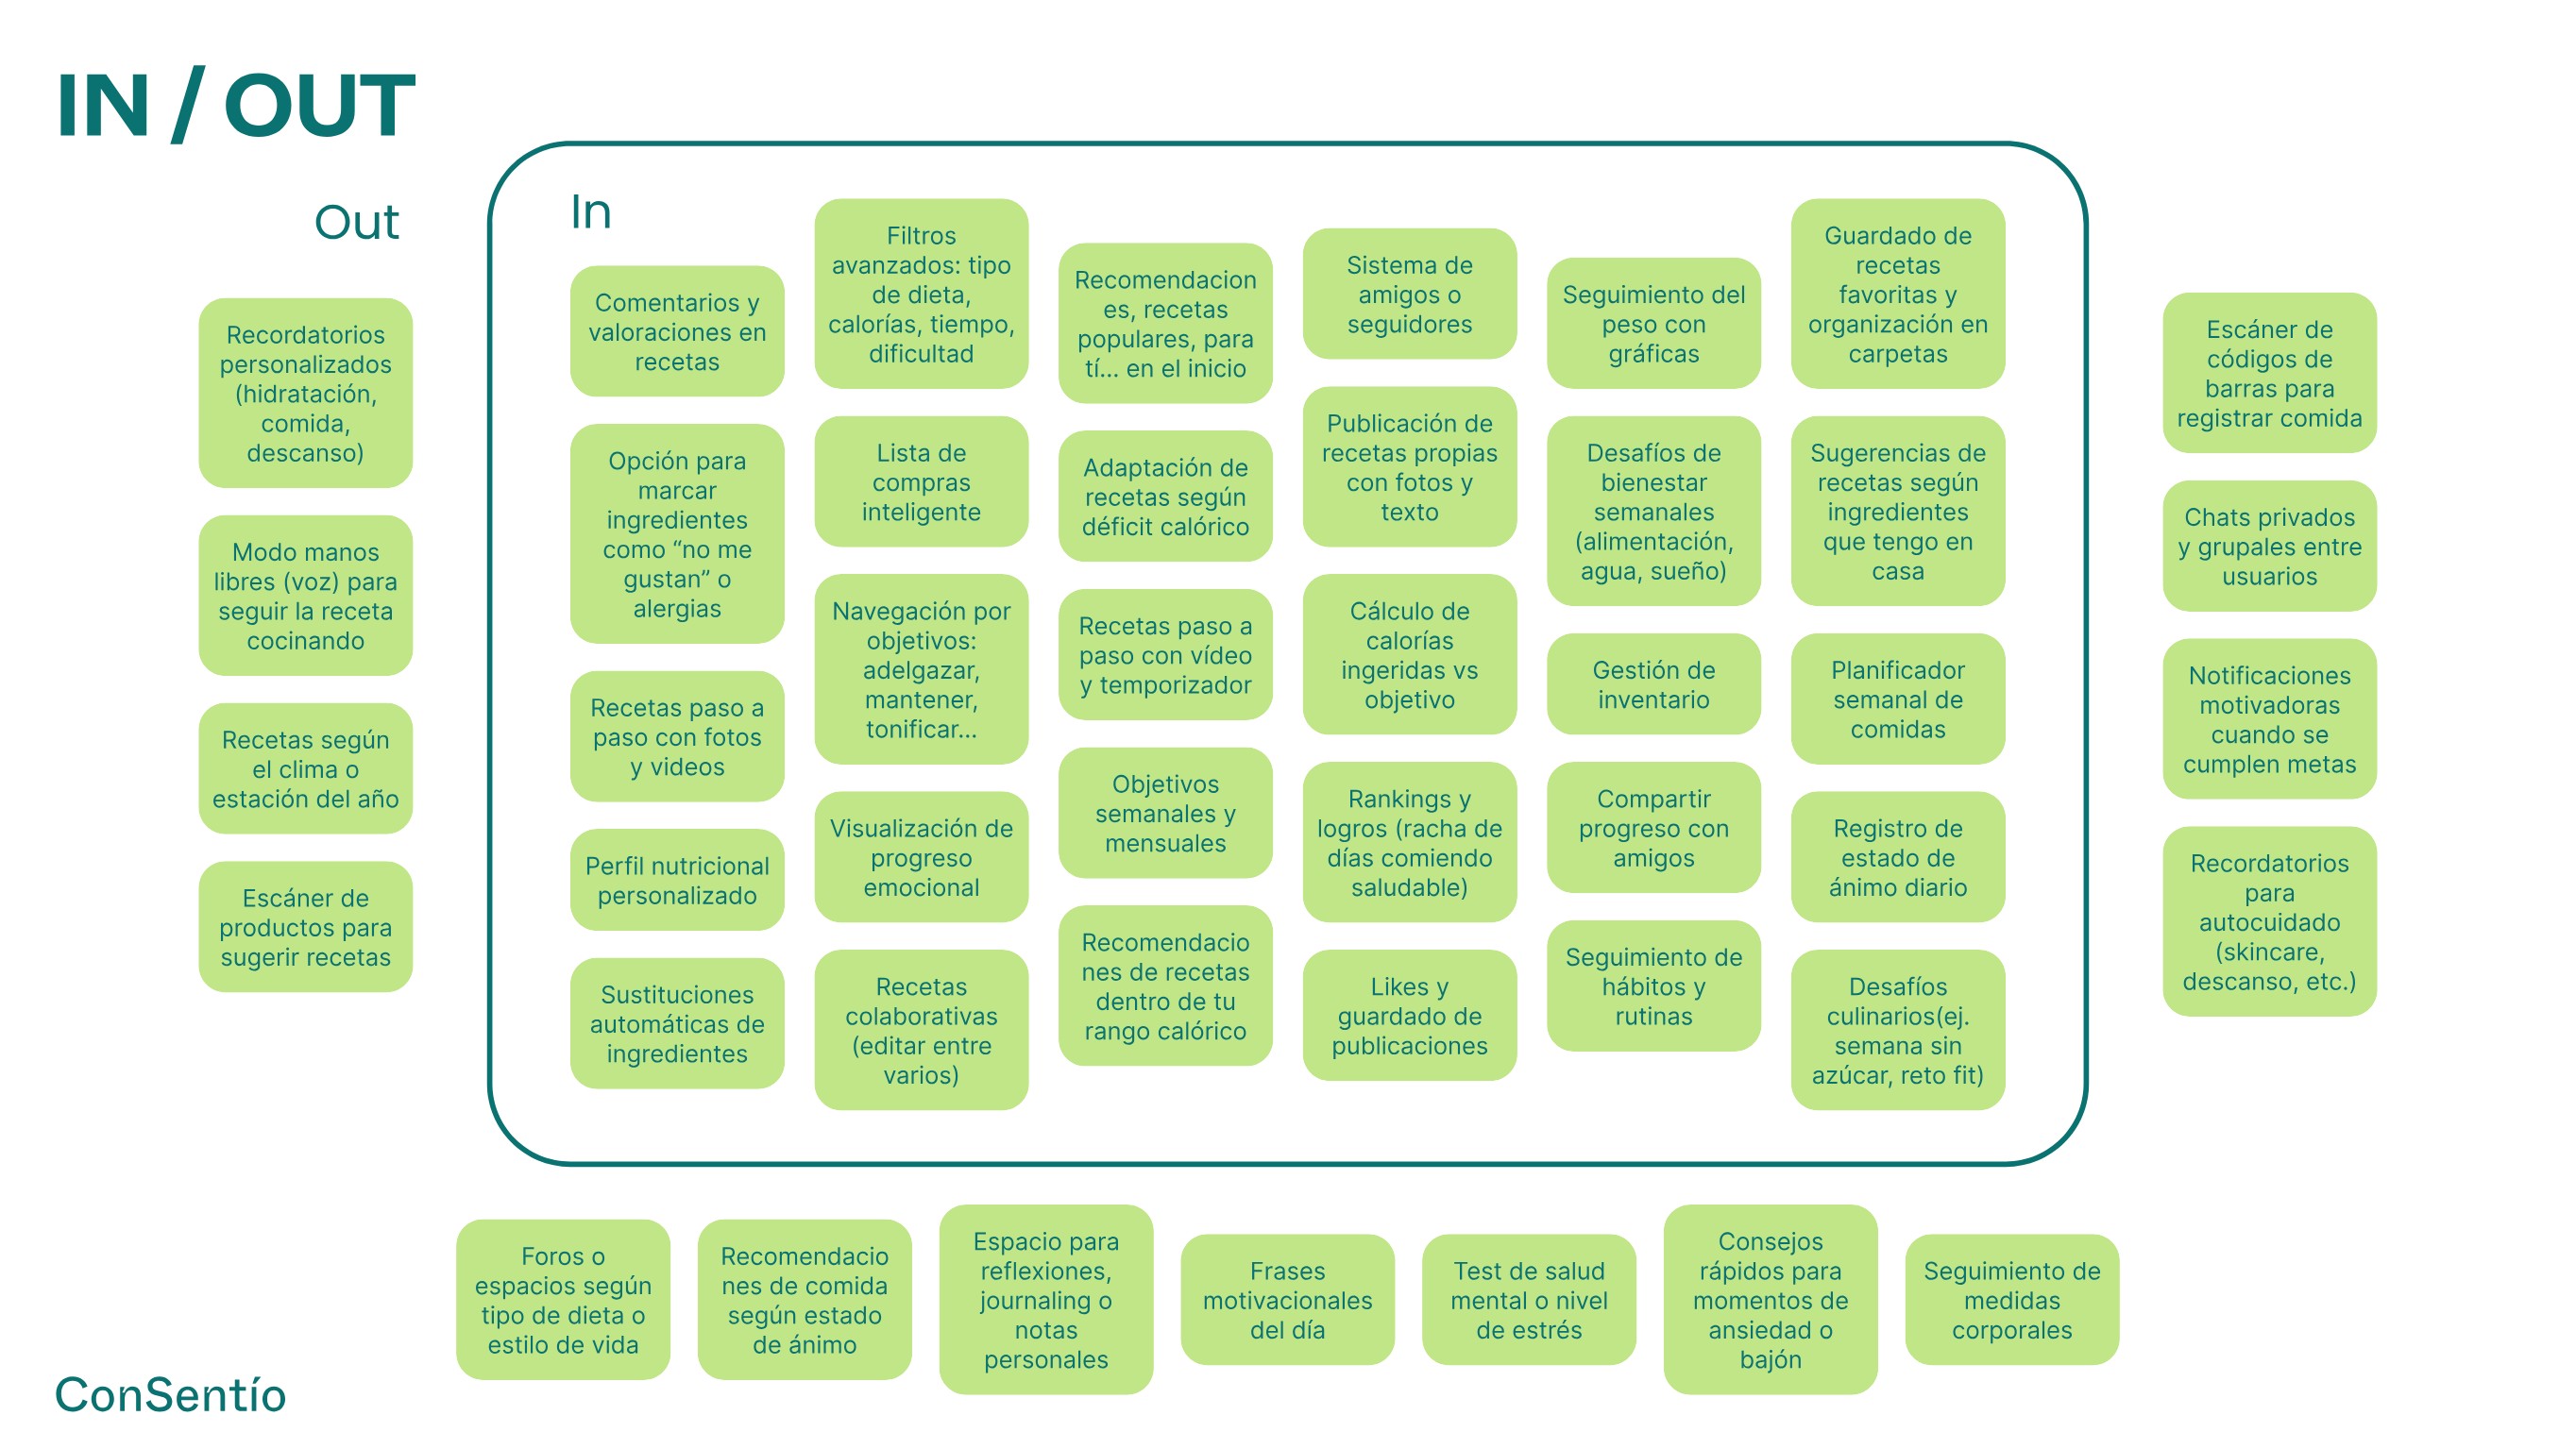 IN / OUT
Out
Recordatorios
personalizados
(hidratación,
comida,
descanso)
Modo manos
libres (voz) para
seguir la receta
cocinando
Recetas según
el clima o
estación del año
Escáner de
productos para
sugerir recetas
In
Comentarios y
valoraciones en
recetas
Opción para
marcar
ingredientes
como “no me
gustan” o
alergias
Recetas paso a
paso con fotos
y videos
Perfil nutricional
personalizado
Sustituciones
automáticas de
ingredientes
Filtros
avanzados: tipo
de dieta,
calorías, tiempo,
dificultad
Lista de
compras
inteligente
Navegación por
objetivos:
adelgazar,
mantener,
tonificar...
Visualización de
progreso
emocional
Recetas
colaborativas
(editar entre
varios)
Recomendacion
es, recetas
populares, para
tí... en el inicio
Adaptación de
recetas según
déficit calórico
Recetas paso a
paso con vídeo
y temporizador
Objetivos
semanales y
mensuales
Recomendacio
nes de recetas
dentro de tu
rango calórico
Sistema de
amigos o
seguidores
Publicación de
recetas propias
con fotos y
texto
Cálculo de
calorías
ingeridas vs
objetivo
Rankings y
logros (racha de
días comiendo
saludable)
Likes y
guardado de
publicaciones
Seguimiento del
peso con
gráficas
Desafíos de
bienestar
semanales
(alimentación,
agua, sueño)
Gestión de
inventario
Compartir
progreso con
amigos
Seguimiento de
hábitos y
rutinas
Guardado de
recetas
favoritas y
organización en
carpetas
Sugerencias de
recetas según
ingredientes
que tengo en
casa
Planificador
semanal de
comidas
Registro de
estado de
ánimo diario
Desafíos
culinarios(ej.
semana sin
azúcar, reto fit)
Escáner de
códigos de
barras para
registrar comida
Chats privados
y grupales entre
usuarios
Notificaciones
motivadoras
cuando se
cumplen metas
Recordatorios
para
autocuidado
(skincare,
descanso, etc.)
Foros o
espacios según
tipo de dieta o
estilo de vida
Recomendacio
nes de comida
según estado
de ánimo
Espacio para
reflexiones,
journaling o
notas
personales
Frases
motivacionales
del día
Test de salud
mental o nivel
de estrés
Consejos
rápidos para
momentos de
ansiedad o
bajón
Seguimiento de
medidas
corporales
ConSentío